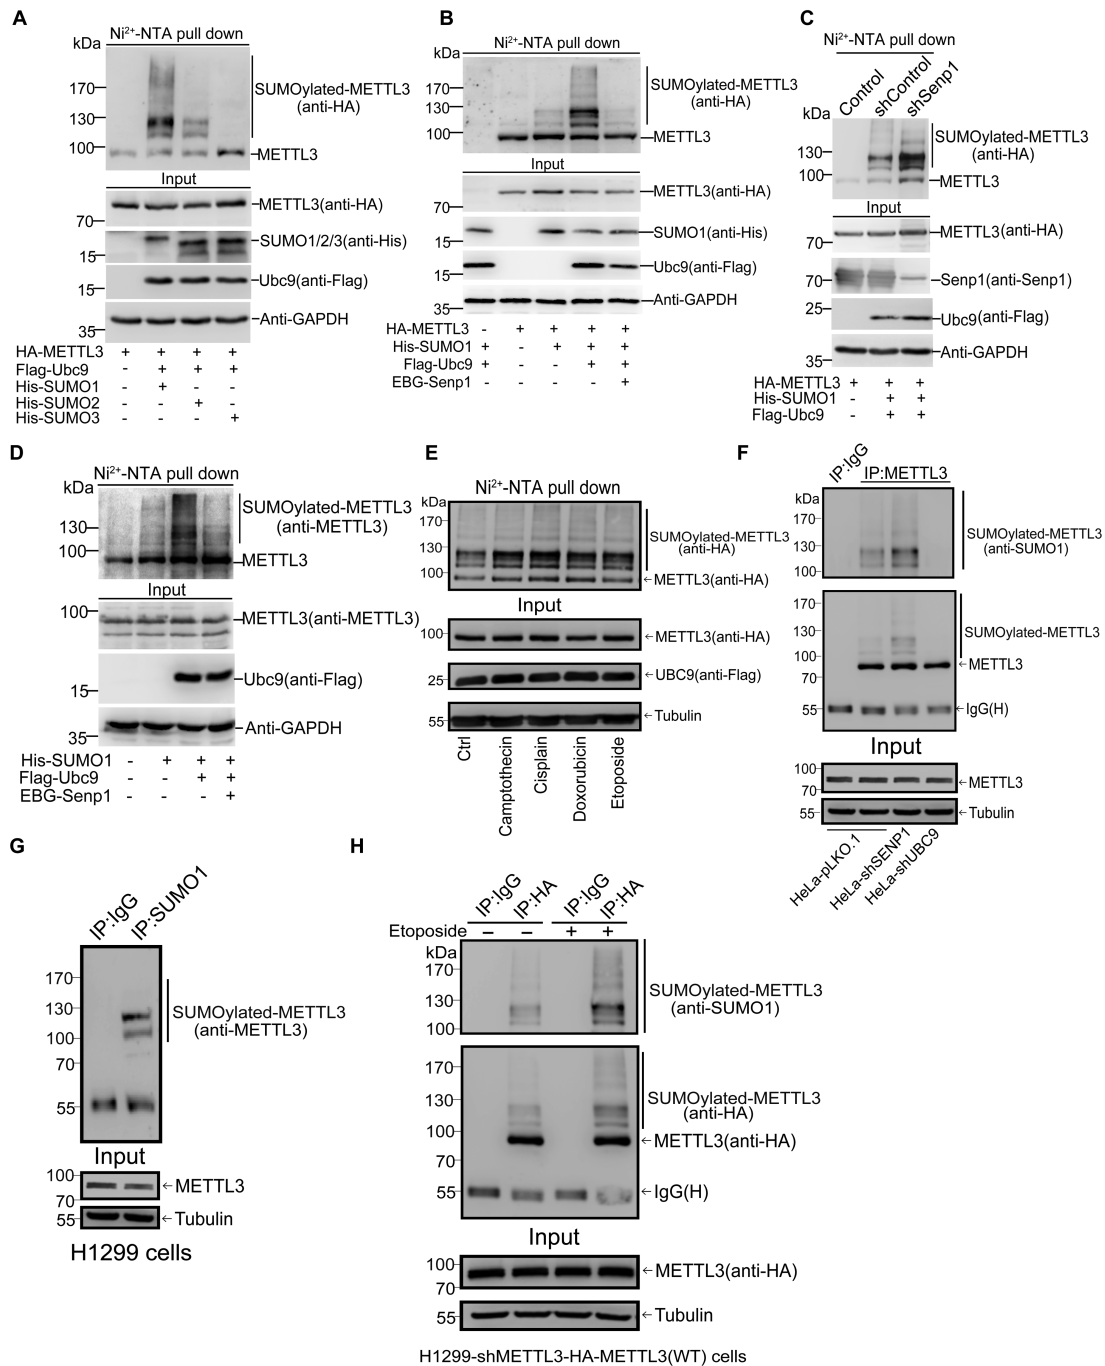 A
Ni²⁺-NTA pull down
kDa
170
130
100
SUMOylated-METTL3
(anti-HA)
METTL3
Input
METTL3(anti-HA)
70
SUMO1/2/3(anti-His)
15
Ubc9(anti-Flag)
15
Anti-GAPDH
35
HA-METTL3 + + + +
Flag-Ubc9 - + + +
His-SUMO1 - + - -
His-SUMO2 - - + -
His-SUMO3 - - - +
B
Ni²⁺-NTA pull down
kDa
170
130
100
SUMOylated-METTL3
(anti-HA)
METTL3
Input
METTL3(anti-HA)
70
SUMO1(anti-His)
15
Ubc9(anti-Flag)
15
Anti-GAPDH
35
HA-METTL3 - + + + +
His-SUMO1 + - + + +
Flag-Ubc9 + - - + +
EBG-Senp1 - - - - +
C
Ni²⁺-NTA pull down
Control
shControl
shSenp1
kDa
130
100
SUMOylated-METTL3
(anti-HA)
METTL3
Input
METTL3(anti-HA)
70
Senp1(anti-Senp1)
70
25
Ubc9(anti-Flag)
Anti-GAPDH
35
HA-METTL3 + + +
His-SUMO1 - + +
Flag-Ubc9 - + +
D
Ni²⁺-NTA pull down
kDa
130
100
SUMOylated-METTL3
(anti-METTL3)
METTL3
Input
100
METTL3(anti-METTL3)
Ubc9(anti-Flag)
15
Anti-GAPDH
35
His-SUMO1 - + + +
Flag-Ubc9 - - + +
EBG-Senp1 - - - +
E
Ni²⁺-NTA pull down
kDa
170
130
100
SUMOylated-METTL3
(anti-HA)
METTL3(anti-HA)
Input
100
METTL3(anti-HA)
25
UBC9(anti-Flag)
55
Tubulin
Ctrl
Camptothecin
Cisplain
Doxorubicin
Etoposide
F
IP:IgG
IP:METTL3
kDa
170
130
100
SUMOylated-METTL3
(anti-SUMO1)
170
130
100
70
55
SUMOylated-METTL3
METTL3
IgG(H)
Input
100
70
METTL3
55
Tubulin
HeLa-pLKO.1
HeLa-shSENP1
HeLa-shUBC9
G
IP:IgG
IP:SUMO1
170
130
100
70
55
SUMOylated-METTL3
(anti-METTL3)
Input
100
70
METTL3
55
Tubulin
H1299 cells
H
IP:IgG
IP:HA
IP:IgG
IP:HA
Etoposide – – + +
kDa
170
130
100
SUMOylated-METTL3
(anti-SUMO1)
170
130
100
70
55
SUMOylated-METTL3
(anti-HA)
METTL3(anti-HA)
IgG(H)
Input
100
70
METTL3(anti-HA)
55
Tubulin
H1299-shMETTL3-HA-METTL3(WT) cells